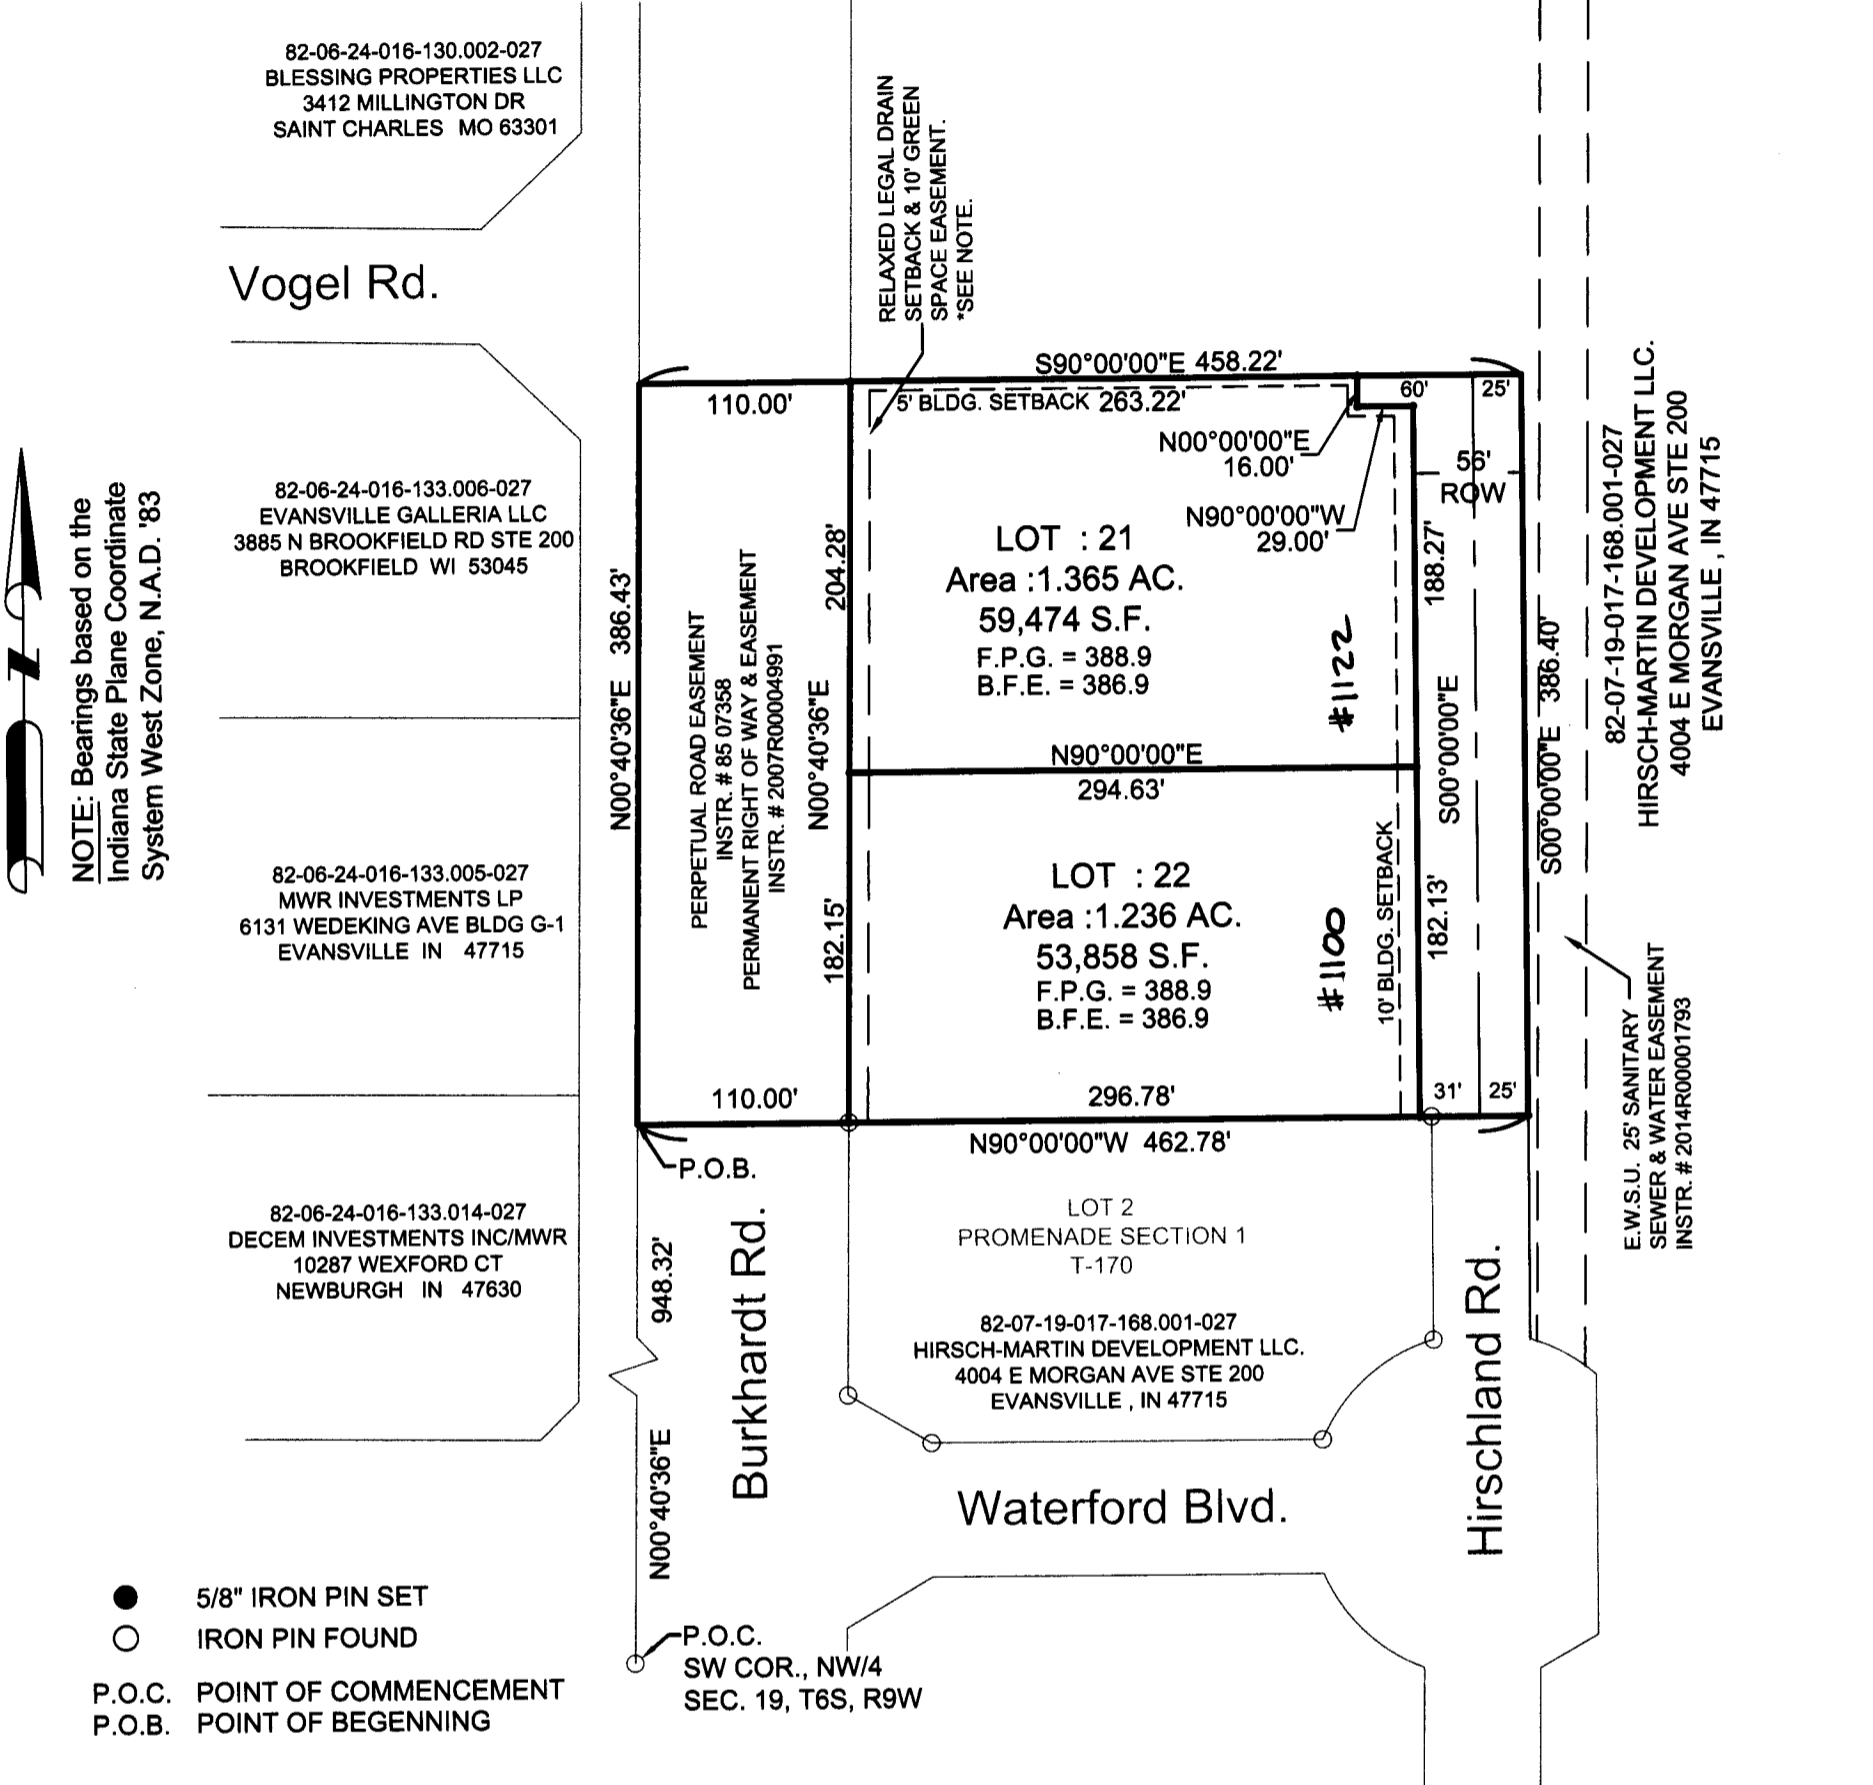 82-06-24-016-130.002-027
BLESSING PROPERTIES LLC
3412 MILLINGTON DR
SAINT CHARLES MO 63301
Vogel Rd.
RELAXED LEGAL DRAIN
SETBACK & 10' GREEN
SPACE EASEMENT.
*SEE NOTE.
NOTE: Bearings based on the
Indiana State Plane Coordinate
System West Zone, N.A.D. '83
N
82-06-24-016-133.006-027
EVANSVILLE GALLERIA LLC
3885 N BROOKFIELD RD STE 200
BROOKFIELD WI 53045
82-06-24-016-133.005-027
MWR INVESTMENTS LP
6131 WEDEKING AVE BLDG G-1
EVANSVILLE IN 47715
82-06-24-016-133.014-027
DECEM INVESTMENTS INC/MWR
10287 WEXFORD CT
NEWBURGH IN 47630
S90°00'00"E 458.22'
110.00'
5' BLDG. SETBACK 263.22'
60'
25'
N00°00'00"E
16.00'
N90°00'00"W
29.00'
56'
ROW
N00°40'36"E 386.43'
PERPETUAL ROAD EASEMENT
INSTR. # 85 07358
PERMANENT RIGHT OF WAY & EASEMENT
INSTR. # 2007R00004991
N00°40'36"E
204.28'
182.15'
LOT : 21
Area :1.365 AC.
59,474 S.F.
F.P.G. = 388.9
B.F.E. = 386.9
#1122
188.27'
S00°00'00"E
182.13'
N90°00'00"E
294.63'
LOT : 22
Area :1.236 AC.
53,858 S.F.
F.P.G. = 388.9
B.F.E. = 386.9
#1100
10' BLDG. SETBACK
S00°00'00"E 386.40'
82-07-19-017-168.001-027
HIRSCH-MARTIN DEVELOPMENT LLC.
4004 E MORGAN AVE STE 200
EVANSVILLE , IN 47715
E.W.S.U. 25' SANITARY
SEWER & WATER EASEMENT
INSTR. # 2014R00001793
110.00'
296.78'
31'
25'
N90°00'00"W 462.78'
P.O.B.
LOT 2
PROMENADE SECTION 1
T-170
82-07-19-017-168.001-027
HIRSCH-MARTIN DEVELOPMENT LLC.
4004 E MORGAN AVE STE 200
EVANSVILLE , IN 47715
948.32'
N00°40'36"E
Burkhardt Rd.
Hirschland Rd.
Waterford Blvd.
P.O.C.
SW COR., NW/4
SEC. 19, T6S, R9W
5/8" IRON PIN SET
IRON PIN FOUND
P.O.C. POINT OF COMMENCEMENT
P.O.B. POINT OF BEGENNING